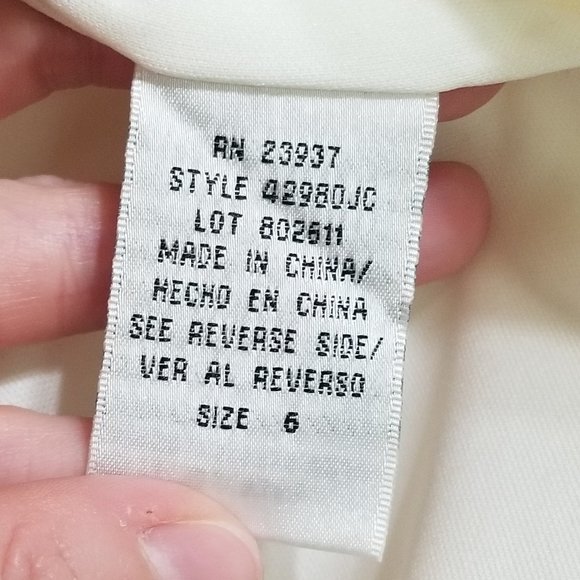 RN 23937
STYLE 42980JC
LOT 802611
MADE IN CHINA/
HECHO EN CHINA
SEE REVERSE SIDE/
VER AL REVERSO
SIZE 6